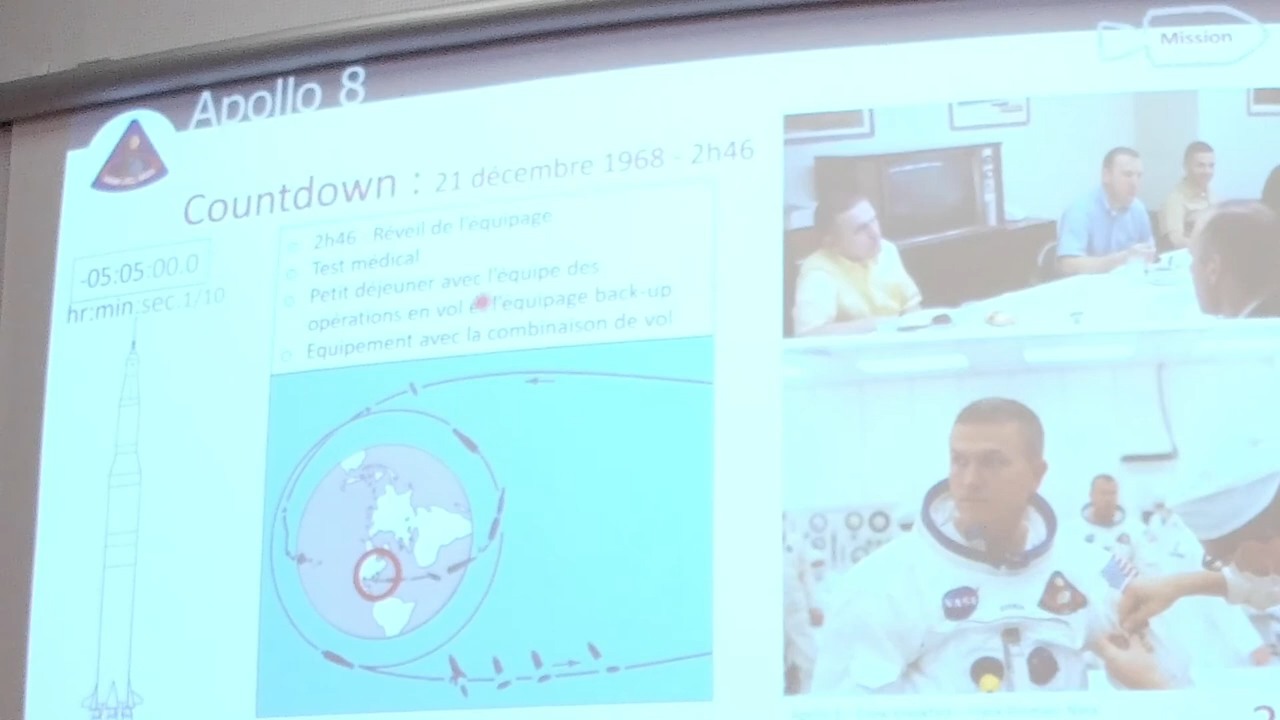 Mission
Apollo 8
Countdown : 21 décembre 1968 - 2h46
-05:05:00.0
hr:min.sec.1/10
2h46 Réveil de l'équipage
Test médical
Petit déjeuner avec l'équipe des
opérations en vol et l'équipage back-up
Equipement avec la combinaison de vol
NASA